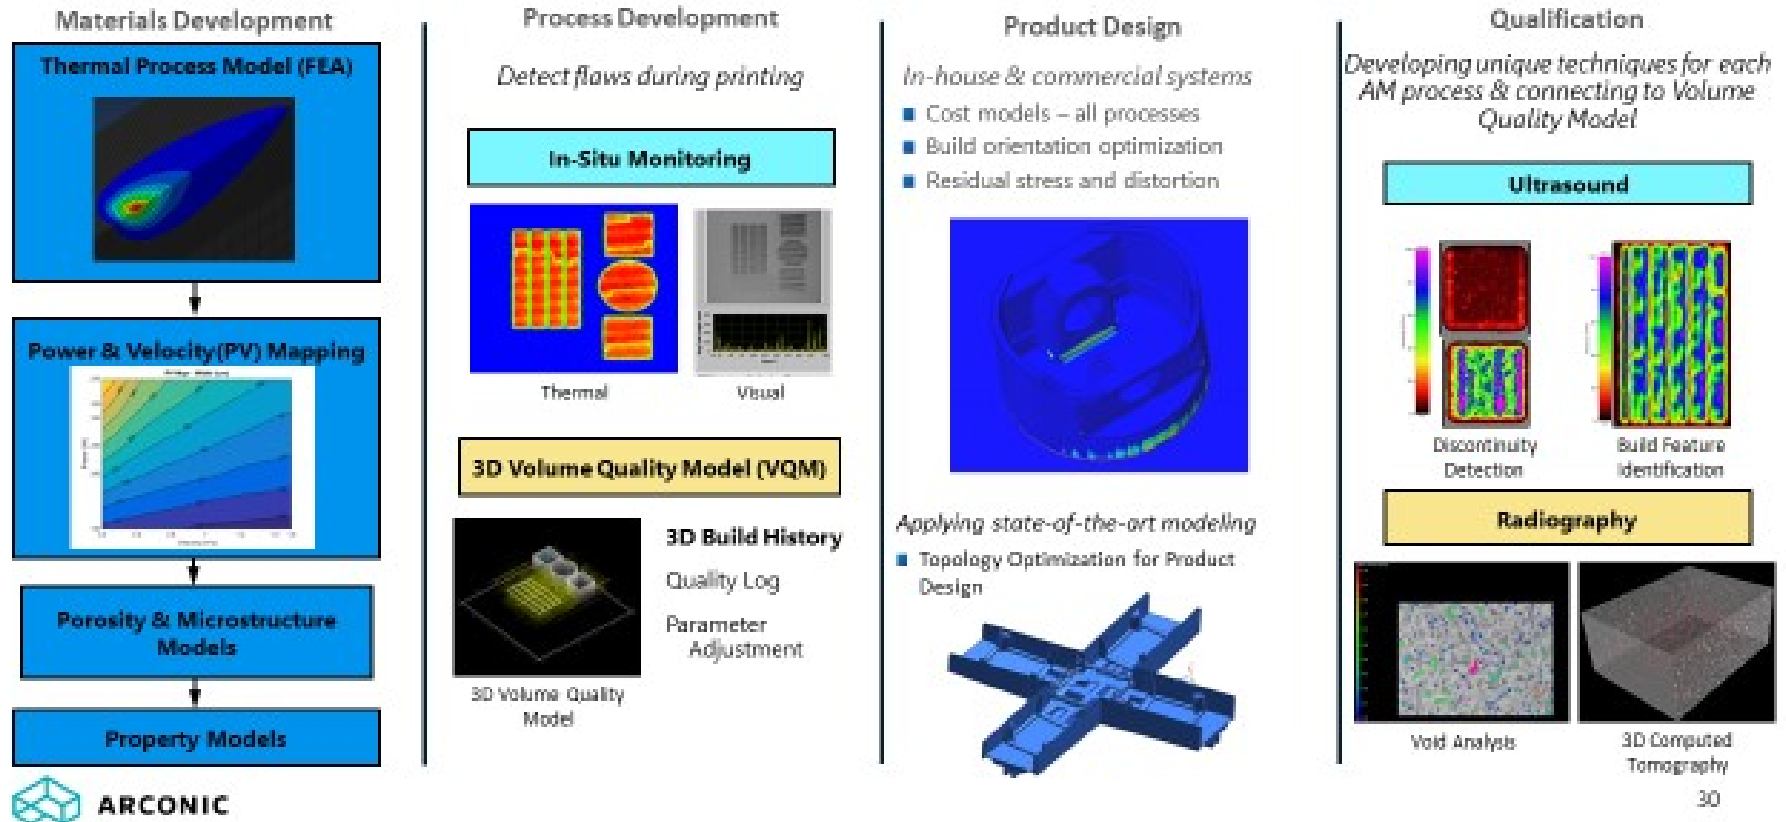 Materials Development
Thermal Process Model (FEA)
Power & Velocity(PV) Mapping
Porosity & Microstructure
Models
Property Models
ARCONIC
Process Development
Detect flaws during printing
In-Situ Monitoring
Thermal
Visual
3D Volume Quality Model (VQM)
3D Build History
Quality Log
Parameter
Adjustment
3D Volume Quality
Model
Product Design
In-house & commercial systems
Cost models – all processes
Build orientation optimization
Residual stress and distortion
Applying state-of-the-art modeling
Topology Optimization for Product
Design
Qualification
Developing unique techniques for each
AM process & connecting to Volume
Quality Model
Ultrasound
Discontinuity
Detection
Build Feature
Identification
Radiography
Void Analysis
3D Computed
Tomography
30